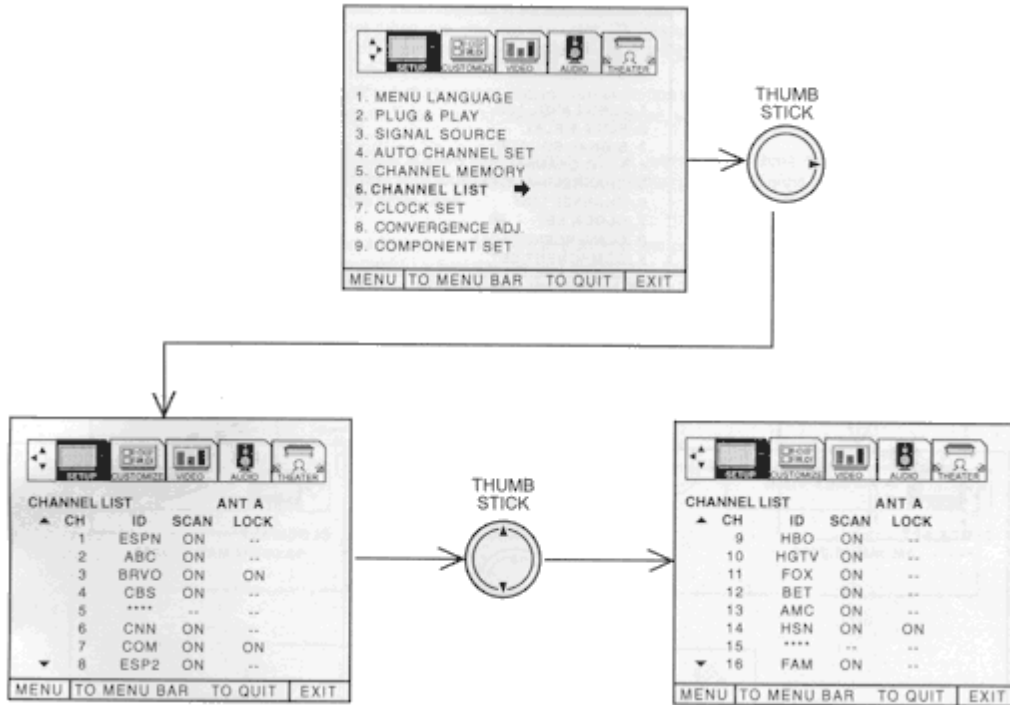 SETUP CUSTOMIZE VIDEO AUDIO THEATER
1. MENU LANGUAGE
2. PLUG & PLAY
3. SIGNAL SOURCE
4. AUTO CHANNEL SET
5. CHANNEL MEMORY
6. CHANNEL LIST
7. CLOCK SET
8. CONVERGENCE ADJ.
9. COMPONENT SET
MENU TO MENU BAR TO QUIT EXIT
THUMB
STICK
SETUP CUSTOMIZE VIDEO AUDIO THEATER
CHANNEL LIST ANT A
CH ID SCAN LOCK
1 ESPN ON --
2 ABC ON --
3 BRVO ON ON
4 CBS ON --
5 **** -- --
6 CNN ON --
7 COM ON ON
8 ESP2 ON --
MENU TO MENU BAR TO QUIT EXIT
THUMB
STICK
SETUP CUSTOMIZE VIDEO AUDIO THEATER
CHANNEL LIST ANT A
CH ID SCAN LOCK
9 HBO ON --
10 HGTV ON --
11 FOX ON --
12 BET ON --
13 AMC ON --
14 HSN ON ON
15 **** -- --
16 FAM ON --
MENU TO MENU BAR TO QUIT EXIT